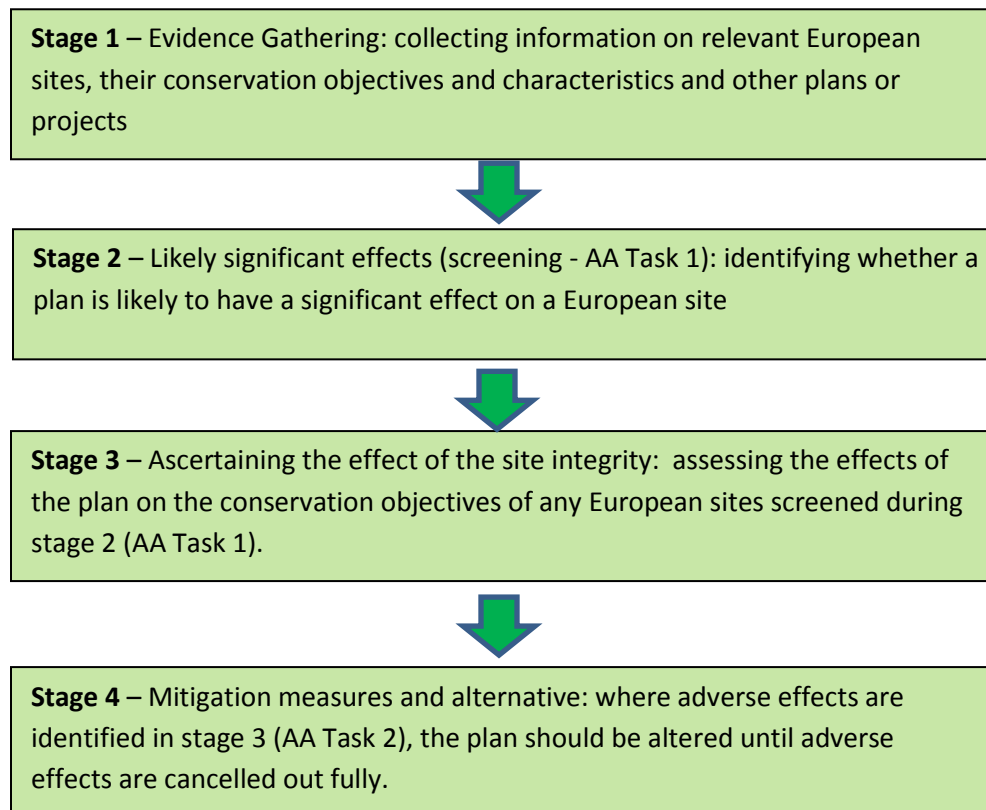 Stage 1 – Evidence Gathering: collecting information on relevant European
sites, their conservation objectives and characteristics and other plans or
projects
Stage 2 – Likely significant effects (screening - AA Task 1): identifying whether a
plan is likely to have a significant effect on a European site
Stage 3 – Ascertaining the effect of the site integrity: assessing the effects of
the plan on the conservation objectives of any European sites screened during
stage 2 (AA Task 1).
Stage 4 – Mitigation measures and alternative: where adverse effects are
identified in stage 3 (AA Task 2), the plan should be altered until adverse
effects are cancelled out fully.